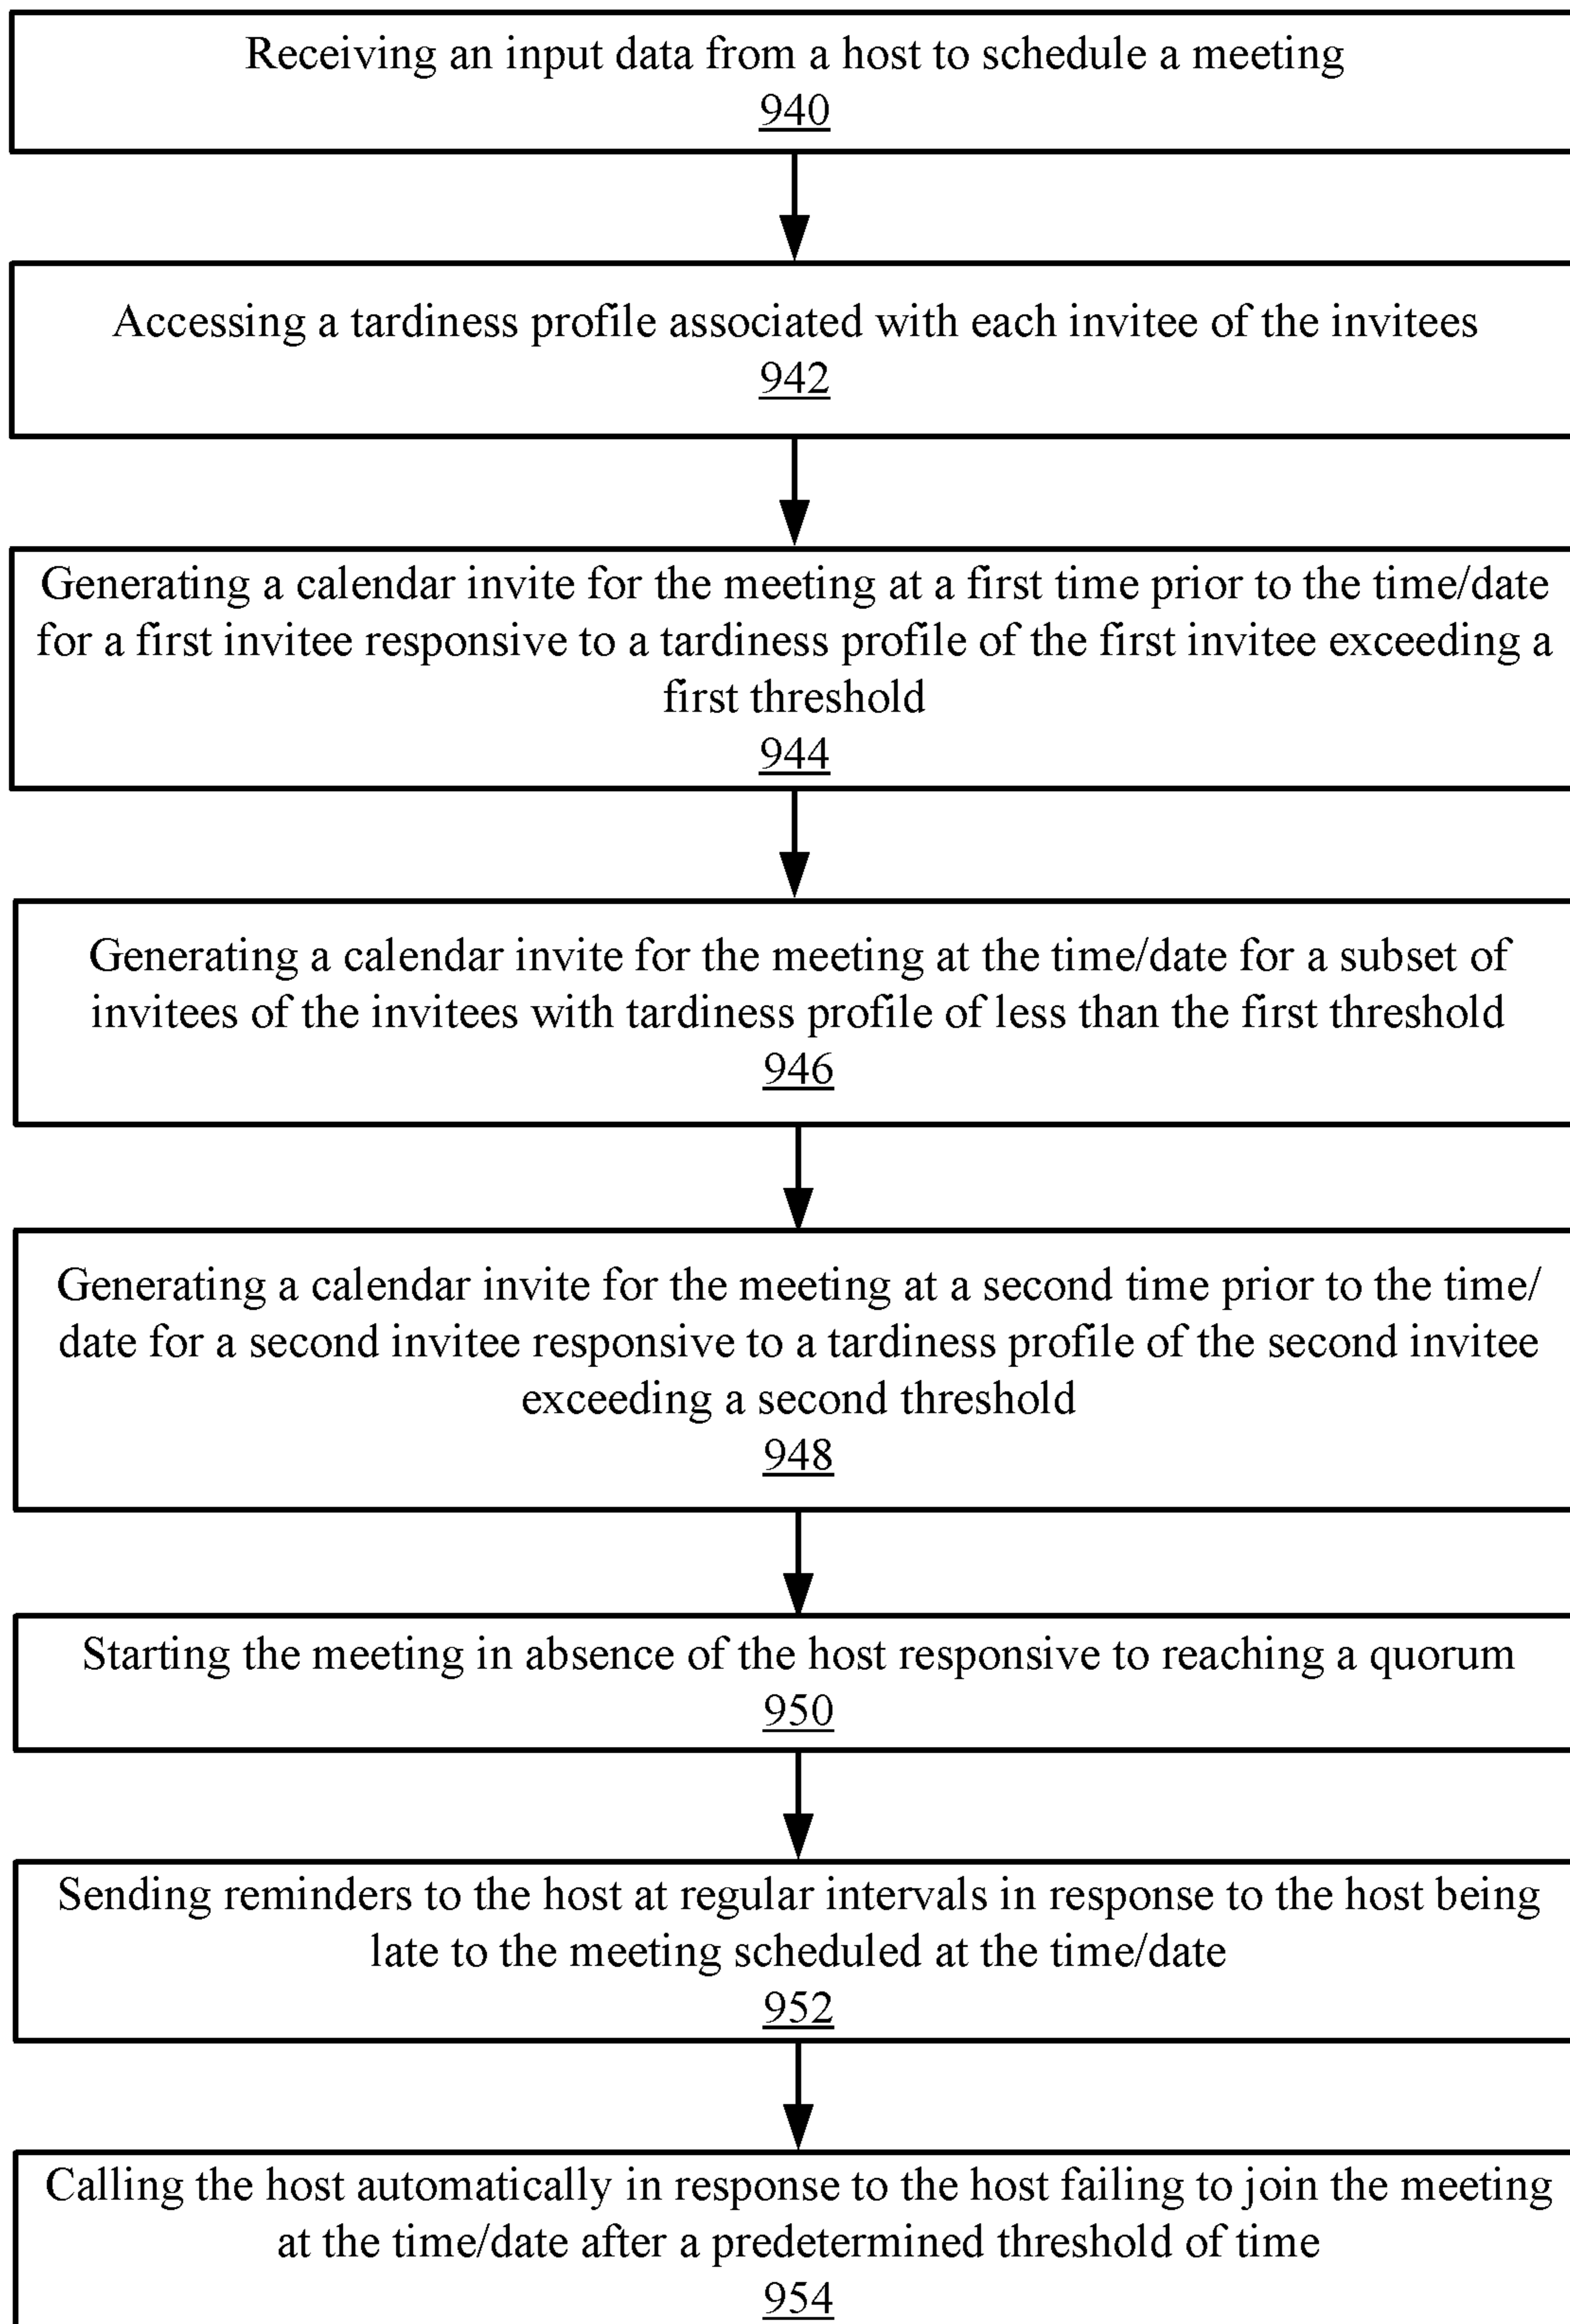 Receiving an input data from a host to schedule a meeting
940
Accessing a tardiness profile associated with each invitee of the invitees
942
Generating a calendar invite for the meeting at a first time prior to the time/date
for a first invitee responsive to a tardiness profile of the first invitee exceeding a
first threshold
944
Generating a calendar invite for the meeting at the time/date for a subset of
invitees of the invitees with tardiness profile of less than the first threshold
946
Generating a calendar invite for the meeting at a second time prior to the time/
date for a second invitee responsive to a tardiness profile of the second invitee
exceeding a second threshold
948
Starting the meeting in absence of the host responsive to reaching a quorum
950
Sending reminders to the host at regular intervals in response to the host being
late to the meeting scheduled at the time/date
952
Calling the host automatically in response to the host failing to join the meeting
at the time/date after a predetermined threshold of time
954